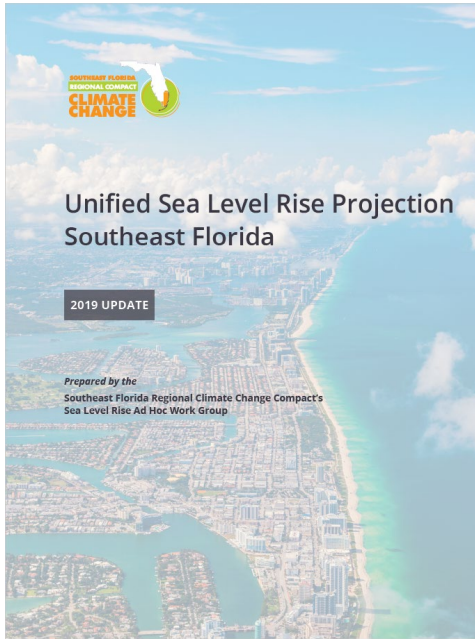 SOUTHEAST FLORIDA
REGIONAL COMPACT
CLIMATE
CHANGE
Unified Sea Level Rise Projection
Southeast Florida
2019 UPDATE
Prepared by the
Southeast Florida Regional Climate Change Compact's
Sea Level Rise Ad Hoc Work Group